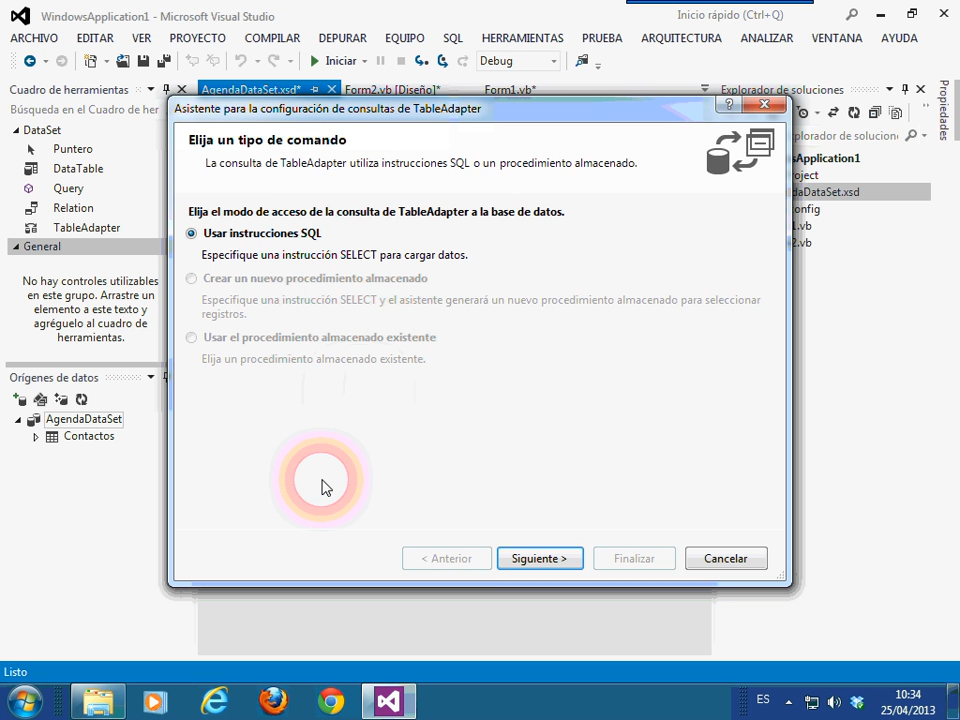 WindowsApplication1 - Microsoft Visual Studio
Inicio rápido (Ctrl+Q)
ARCHIVO EDITAR VER PROYECTO COMPILAR DEPURAR EQUIPO SQL HERRAMIENTAS PRUEBA ARQUITECTURA ANALIZAR VENTANA AYUDA
Iniciar
Debug
Cuadro de herramientas
AgendaDataSet.xsd*
Form2.vb [Diseño]*
Form1.vb*
Explorador de soluciones
Propiedades
Búsqueda en el Cuadro de her
DataSet
Puntero
DataTable
Query
Relation
TableAdapter
General
No hay controles utilizables
en este grupo. Arrastre un
elemento a este texto y
agréguelo al cuadro de
herramientas.
Orígenes de datos
AgendaDataSet
Contactos
Asistente para la configuración de consultas de TableAdapter
?
Elija un tipo de comando
La consulta de TableAdapter utiliza instrucciones SQL o un procedimiento almacenado.
Elija el modo de acceso de la consulta de TableAdapter a la base de datos.
Usar instrucciones SQL
Especifique una instrucción SELECT para cargar datos.
Crear un nuevo procedimiento almacenado
Especifique una instrucción SELECT y el asistente generará un nuevo procedimiento almacenado para seleccionar
registros.
Usar el procedimiento almacenado existente
Elija un procedimiento almacenado existente.
< Anterior
Siguiente >
Finalizar
Cancelar
plorador de solucion
sApplication1
roject
daDataSet.xsd
onfig
1.vb
2.vb
Listo
ES
10:34
25/04/2013